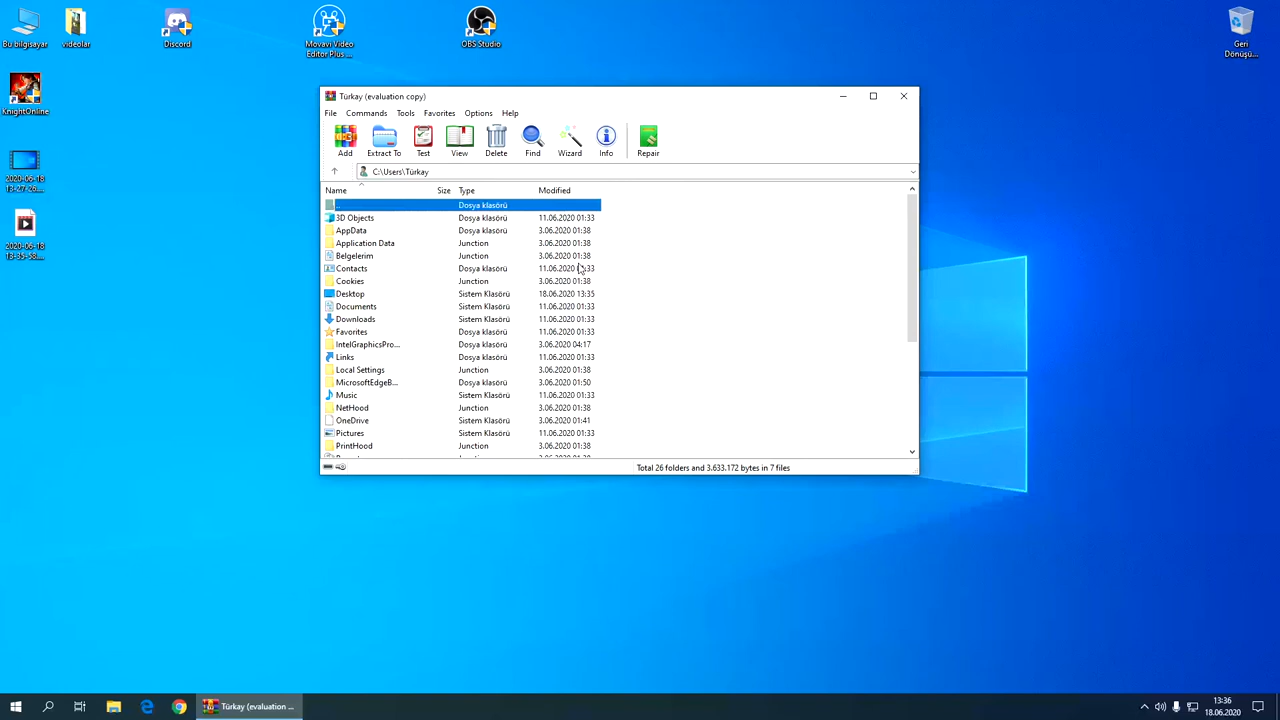 Bu bilgisayar
videolar
Discord
Movavi Video
Editor Plus ...
OBS Studio
Geri
Dönüşü...
KnightOnline
2020-06-18
13-27-20...
2020-06-18
13-35-58...
Türkay (evaluation copy)
File Commands Tools Favorites Options Help
Add Extract To Test View Delete Find Wizard Info Repair
C:\Users\Türkay
Name Size Type Modified
.. Dosya klasörü
3D Objects Dosya klasörü 11.06.2020 01:33
AppData Dosya klasörü 3.06.2020 01:38
Application Data Junction 3.06.2020 01:38
Belgelerim Junction 3.06.2020 01:38
Contacts Dosya klasörü 11.06.2020 01:33
Cookies Junction 3.06.2020 01:38
Desktop Sistem Klasörü 18.06.2020 13:35
Documents Sistem Klasörü 11.06.2020 01:33
Downloads Sistem Klasörü 11.06.2020 01:33
Favorites Dosya klasörü 11.06.2020 01:33
IntelGraphicsPro... Dosya klasörü 3.06.2020 04:17
Links Dosya klasörü 11.06.2020 01:33
Local Settings Junction 3.06.2020 01:38
MicrosoftEdgeB... Dosya klasörü 3.06.2020 01:50
Music Sistem Klasörü 11.06.2020 01:33
NetHood Junction 3.06.2020 01:38
OneDrive Sistem Klasörü 3.06.2020 01:41
Pictures Sistem Klasörü 11.06.2020 01:33
PrintHood Junction 3.06.2020 01:38
Total 26 folders and 3.633.172 bytes in 7 files
Türkay (evaluation ...
13:36
18.06.2020